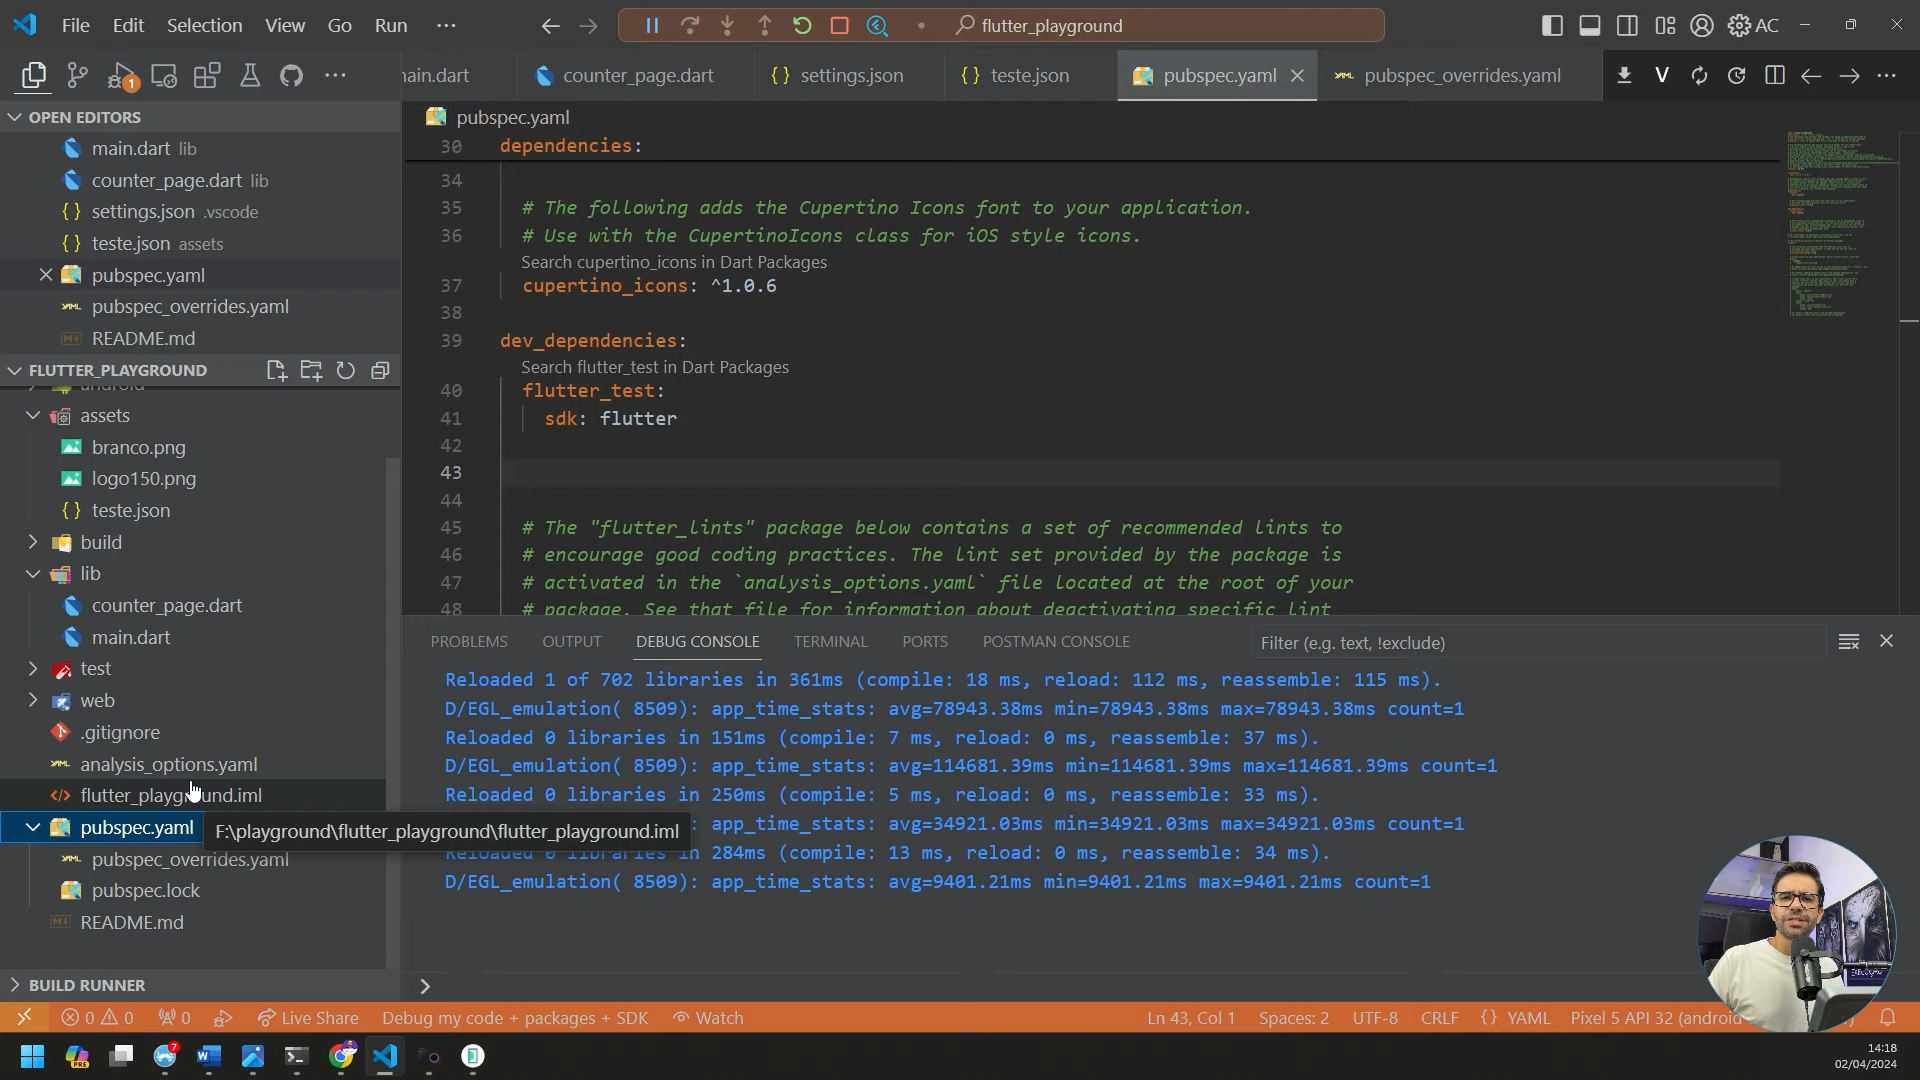 File Edit Selection View Go Run ...
flutter_playground
AC
1
ain.dart
counter_page.dart
{} settings.json
{} teste.json
pubspec.yaml
YAML pubspec_overrides.yaml
V
OPEN EDITORS
main.dart lib
counter_page.dart lib
{} settings.json .vscode
{} teste.json assets
pubspec.yaml
YAML pubspec_overrides.yaml
README.md
FLUTTER_PLAYGROUND
android
assets
branco.png
logo150.png
{} teste.json
build
lib
counter_page.dart
main.dart
test
web
.gitignore
YAML analysis_options.yaml
</> flutter_playground.iml
pubspec.yaml
YAML pubspec_overrides.yaml
pubspec.lock
README.md
BUILD RUNNER
pubspec.yaml
30 dependencies:
34
35 # The following adds the Cupertino Icons font to your application.
36 # Use with the CupertinoIcons class for iOS style icons.
Search cupertino_icons in Dart Packages
37 cupertino_icons: ^1.0.6
38
39 dev_dependencies:
Search flutter_test in Dart Packages
40 flutter_test:
41 sdk: flutter
42
43
44
45 # The "flutter_lints" package below contains a set of recommended lints to
46 # encourage good coding practices. The lint set provided by the package is
47 # activated in the `analysis_options.yaml` file located at the root of your
48 # package. See that file for information about deactivating specific lint
PROBLEMS OUTPUT DEBUG CONSOLE TERMINAL PORTS POSTMAN CONSOLE
Filter (e.g. text, !exclude)
Reloaded 1 of 702 libraries in 361ms (compile: 18 ms, reload: 112 ms, reassemble: 115 ms).
D/EGL_emulation( 8509): app_time_stats: avg=78943.38ms min=78943.38ms max=78943.38ms count=1
Reloaded 0 libraries in 151ms (compile: 7 ms, reload: 0 ms, reassemble: 37 ms).
D/EGL_emulation( 8509): app_time_stats: avg=114681.39ms min=114681.39ms max=114681.39ms count=1
Reloaded 0 libraries in 250ms (compile: 5 ms, reload: 0 ms, reassemble: 33 ms).
: app_time_stats: avg=34921.03ms min=34921.03ms max=34921.03ms count=1
F:\playground\flutter_playground\flutter_playground.iml
Reloaded 0 libraries in 284ms (compile: 13 ms, reload: 0 ms, reassemble: 34 ms).
D/EGL_emulation( 8509): app_time_stats: avg=9401.21ms min=9401.21ms max=9401.21ms count=1
0 0 0 Live Share Debug my code + packages + SDK Watch
Ln 43, Col 1 Spaces: 2 UTF-8 CRLF {} YAML Pixel 5 API 32 (android
PRE
7
14:18
02/04/2024